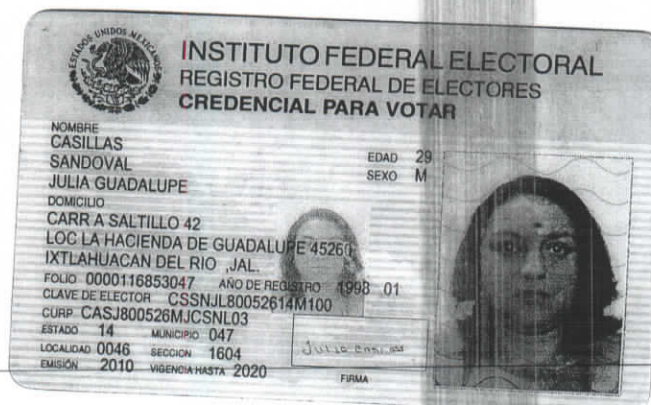 ESTADOS UNIDOS MEXICANOS
INSTITUTO FEDERAL ELECTORAL
REGISTRO FEDERAL DE ELECTORES
CREDENCIAL PARA VOTAR
NOMBRE
CASILLAS
SANDOVAL
JULIA GUADALUPE
EDAD 29
SEXO M
DOMICILIO
CARR A SALTILLO 42
LOC LA HACIENDA DE GUADALUPE 45260
IXTLAHUACAN DEL RIO ,JAL.
FOLIO 0000116853047 AÑO DE REGISTRO 1998 01
CLAVE DE ELECTOR CSSNJL80052614M100
CURP CASJ800526MJCSNL03
ESTADO 14 MUNICIPIO 047
LOCALIDAD 0046 SECCION 1604
EMISIÓN 2010 VIGENCIA HASTA 2020
Julia
FIRMA